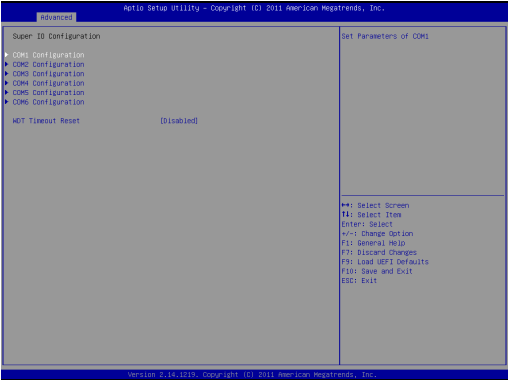 Aptio Setup Utility - Copyright (C) 2011 American Megatrends, Inc.
Advanced
Super IO Configuration
COM1 Configuration
COM2 Configuration
COM3 Configuration
COM4 Configuration
COM5 Configuration
COM6 Configuration
WDT Timeout Reset [Disabled]
Set Parameters of COM1
→←: Select Screen
↑↓: Select Item
Enter: Select
+/-: Change Option
F1: General Help
F7: Discard Changes
F9: Load UEFI Defaults
F10: Save and Exit
ESC: Exit
Version 2.14.1219. Copyright (C) 2011 American Megatrends, Inc.